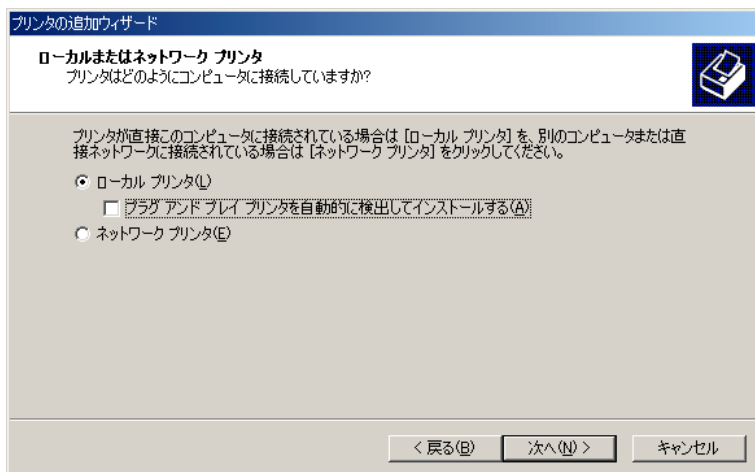 プリンタの追加ウィザード
ローカルまたはネットワーク プリンタ
プリンタはどのようにコンピュータに接続していますか?
プリンタが直接このコンピュータに接続されている場合は [ローカル プリンタ] を、別のコンピュータまたは直
接ネットワークに接続されている場合は [ネットワーク プリンタ] をクリックしてください。
ローカル プリンタ(L)
プラグ アンド プレイ プリンタを自動的に検出してインストールする(A)
ネットワーク プリンタ(E)
< 戻る(B) 次へ(N) > キャンセル